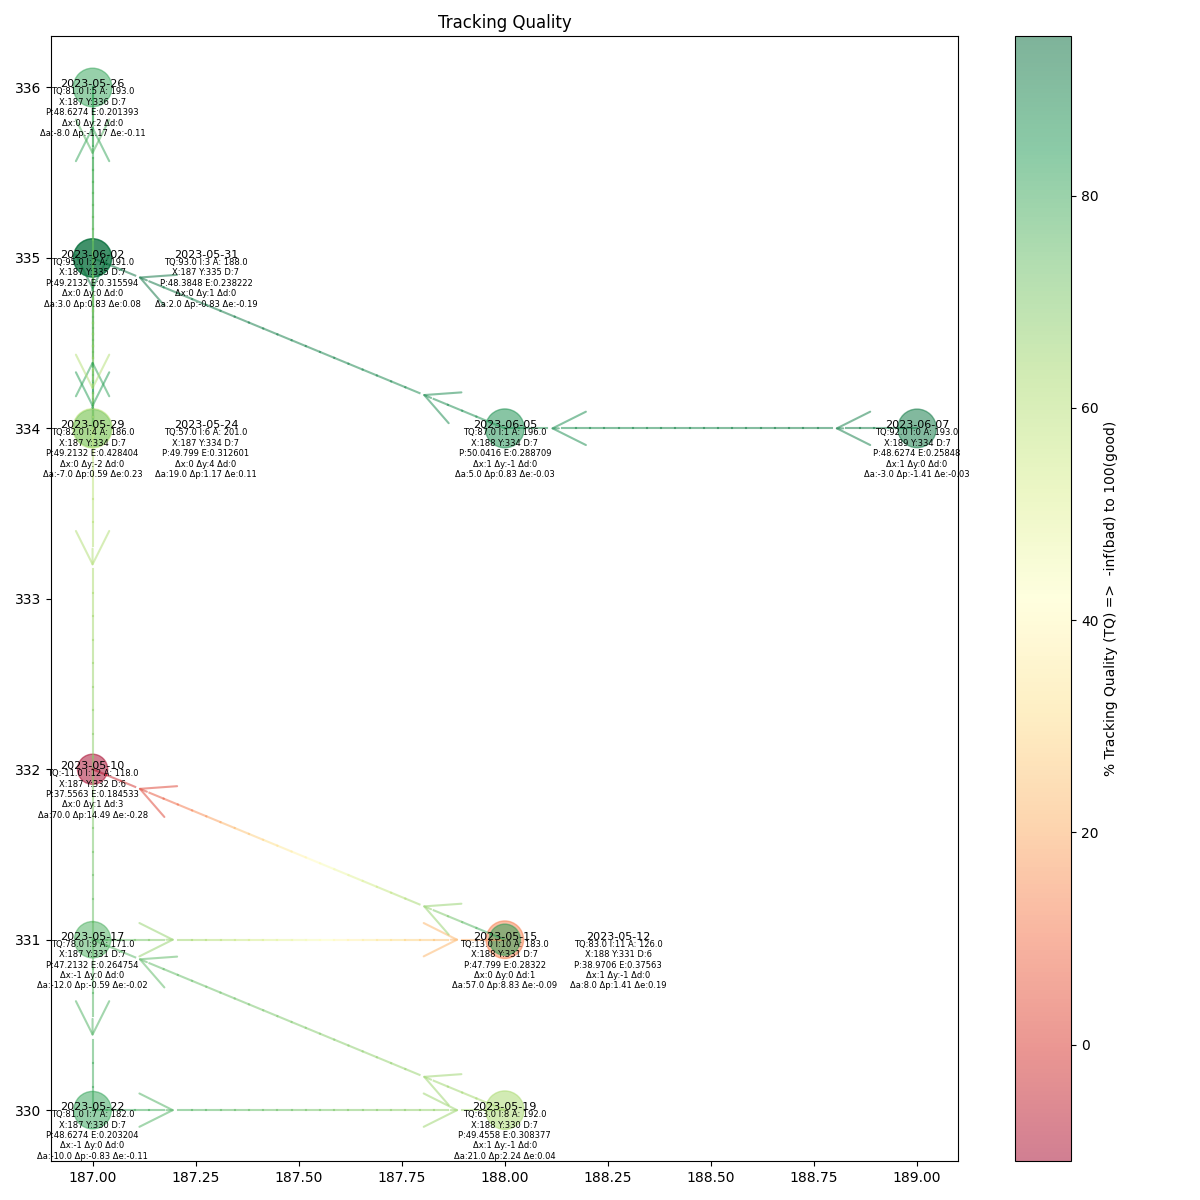 Tracking Quality
336
2023-05-26
TQ:81.0 I:5 A: 193.0
X:187 Y:336 D:7
P:48.6274 E:0.201393
Δx:0 Δy:2 Δd:0
Δa:-8.0 Δp:-1.17 Δe:-0.11
335
2023-06-02
TQ:95.0 I:2 A: 191.0
X:187 Y:335 D:7
P:49.2132 E:0.315594
Δx:0 Δy:0 Δd:0
Δa:3.0 Δp:0.83 Δe:0.08
2023-05-31
TQ:93.0 I:3 A: 188.0
X:187 Y:335 D:7
P:48.3848 E:0.238222
Δx:0 Δy:1 Δd:0
Δa:2.0 Δp:-0.83 Δe:-0.19
334
2023-05-29
TQ:82.0 I:4 A: 186.0
X:187 Y:334 D:7
P:49.2132 E:0.428404
Δx:0 Δy:-2 Δd:0
Δa:-7.0 Δp:0.59 Δe:0.23
2023-05-24
TQ:57.0 I:6 A: 201.0
X:187 Y:334 D:7
P:49.799 E:0.312601
Δx:0 Δy:4 Δd:0
Δa:19.0 Δp:1.17 Δe:0.11
2023-06-05
TQ:87.0 I:1 A: 196.0
X:188 Y:334 D:7
P:50.0416 E:0.288709
Δx:1 Δy:-1 Δd:0
Δa:5.0 Δp:0.83 Δe:-0.03
2023-06-07
TQ:92.0 I:0 A: 193.0
X:189 Y:334 D:7
P:48.6274 E:0.25848
Δx:1 Δy:0 Δd:0
Δa:-3.0 Δp:-1.41 Δe:-0.03
333
332
2023-05-10
TQ:-11.0 I:12 A: 118.0
X:187 Y:332 D:6
P:37.5563 E:0.184533
Δx:0 Δy:1 Δd:3
Δa:70.0 Δp:14.49 Δe:-0.28
331
2023-05-17
TQ:78.0 I:9 A: 171.0
X:187 Y:331 D:7
P:47.2132 E:0.264754
Δx:-1 Δy:0 Δd:0
Δa:-12.0 Δp:-0.59 Δe:-0.02
2023-05-15
TQ:13.0 I:10 A: 183.0
X:188 Y:331 D:7
P:47.799 E:0.28322
Δx:0 Δy:0 Δd:1
Δa:57.0 Δp:8.83 Δe:-0.09
2023-05-12
TQ:83.0 I:11 A: 126.0
X:188 Y:331 D:6
P:38.9706 E:0.37563
Δx:1 Δy:-1 Δd:0
Δa:8.0 Δp:1.41 Δe:0.19
330
2023-05-22
TQ:81.0 I:7 A: 182.0
X:187 Y:330 D:7
P:48.6274 E:0.203204
Δx:-1 Δy:0 Δd:0
Δa:-10.0 Δp:-0.83 Δe:-0.11
2023-05-19
TQ:63.0 I:8 A: 192.0
X:188 Y:330 D:7
P:49.4558 E:0.308377
Δx:1 Δy:-1 Δd:0
Δa:21.0 Δp:2.24 Δe:0.04
187.00 187.25 187.50 187.75 188.00 188.25 188.50 188.75 189.00
80
60
40
20
0
% Tracking Quality (TQ) => -inf(bad) to 100(good)